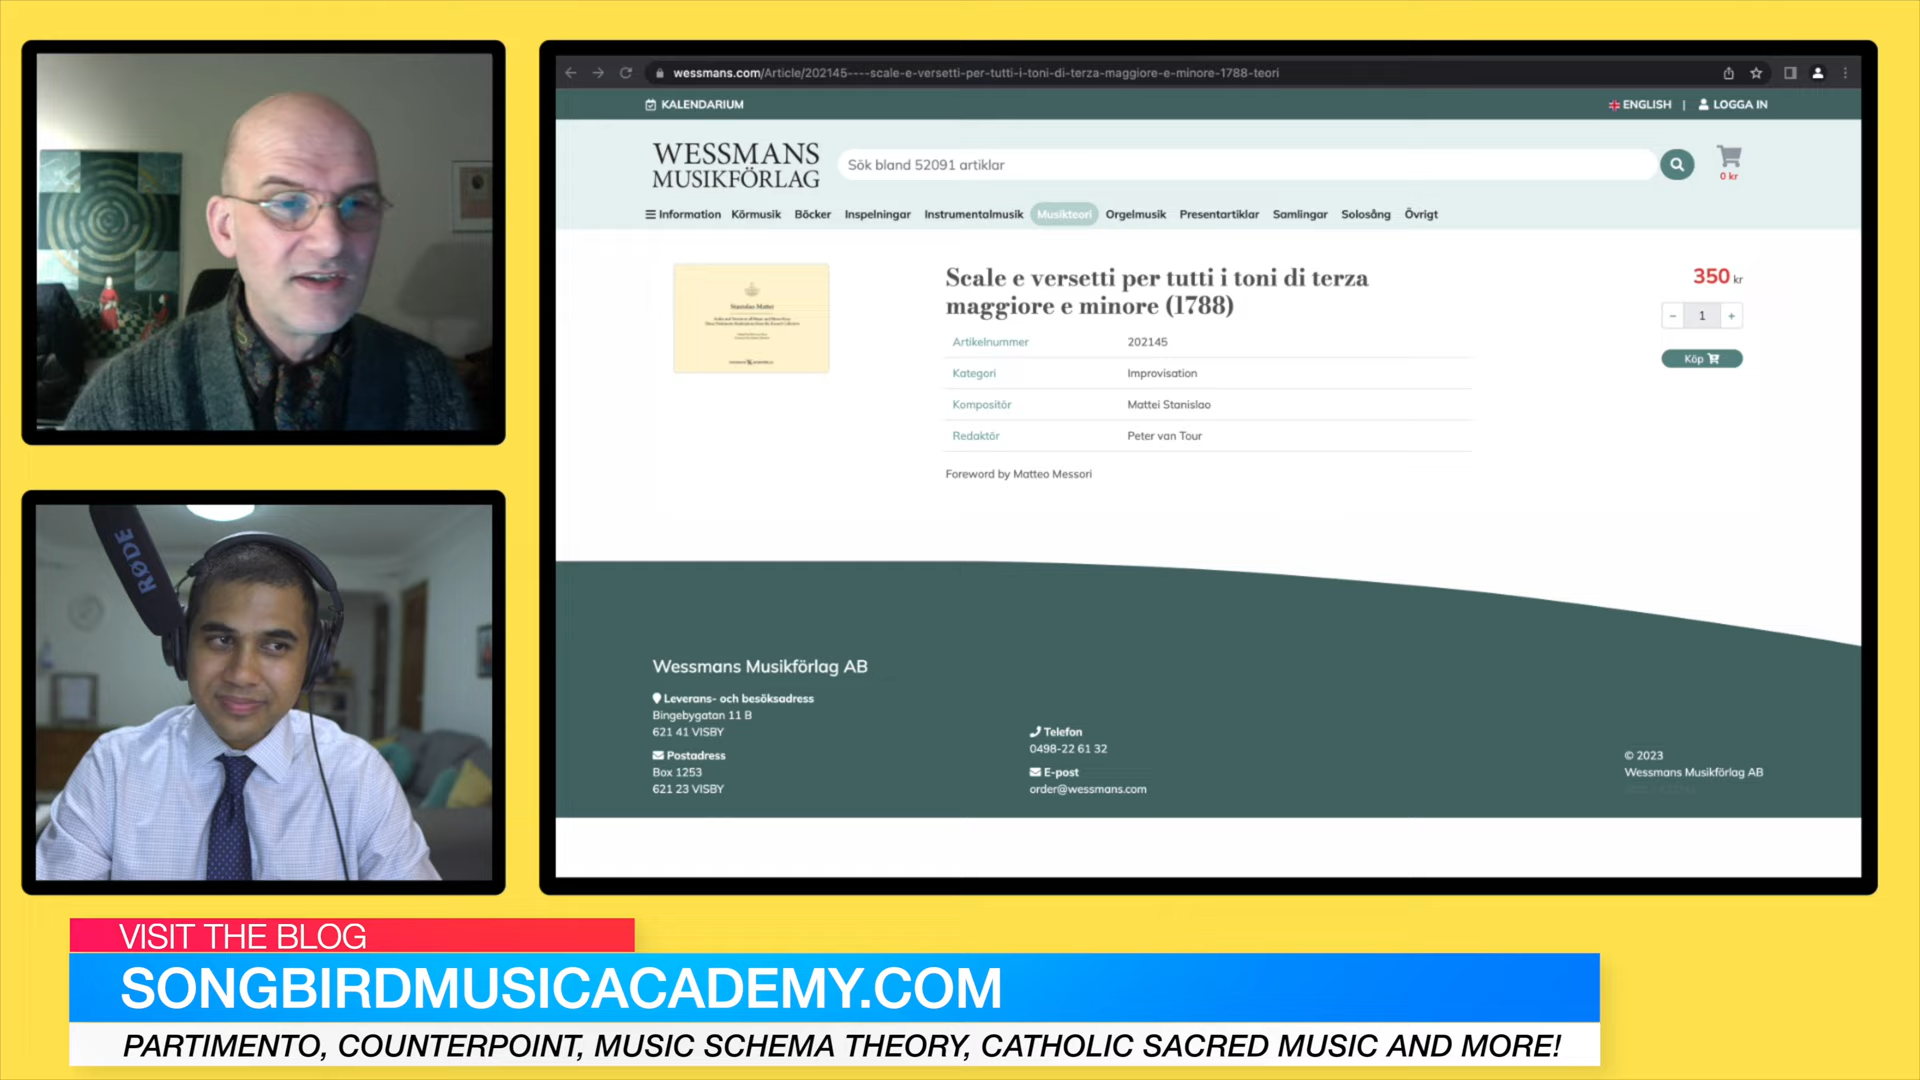 wessmans.com/Article/202145----scale-e-versetti-per-tutti-i-toni-di-terza-maggiore-e-minore-1788-teori
KALENDARIUM
ENGLISH | LOGGA IN
WESSMANS
MUSIKFÖRLAG
Sök bland 52091 artiklar
0 kr
Information Körmusik Böcker Inspelningar Instrumentalmusik Musikteori Orgelmusik Presentartiklar Samlingar Solosång Övrigt
Stanislao Mattei
Scale e versetti per tutti i toni di terza
maggiore e minore (1788)
350 kr
- 1 +
Köp
Artikelnummer 202145
Kategori Improvisation
Kompositör Mattei Stanislao
Redaktör Peter van Tour
Foreword by Matteo Messori
RØDE
Wessmans Musikförlag AB
Leverans- och besöksadress
Bingebygatan 11 B
621 41 VISBY
Postadress
Box 1253
621 23 VISBY
Telefon
0498-22 61 32
E-post
order@wessmans.com
© 2023
Wessmans Musikförlag AB
VISIT THE BLOG
SONGBIRDMUSICACADEMY.COM
PARTIMENTO, COUNTERPOINT, MUSIC SCHEMA THEORY, CATHOLIC SACRED MUSIC AND MORE!